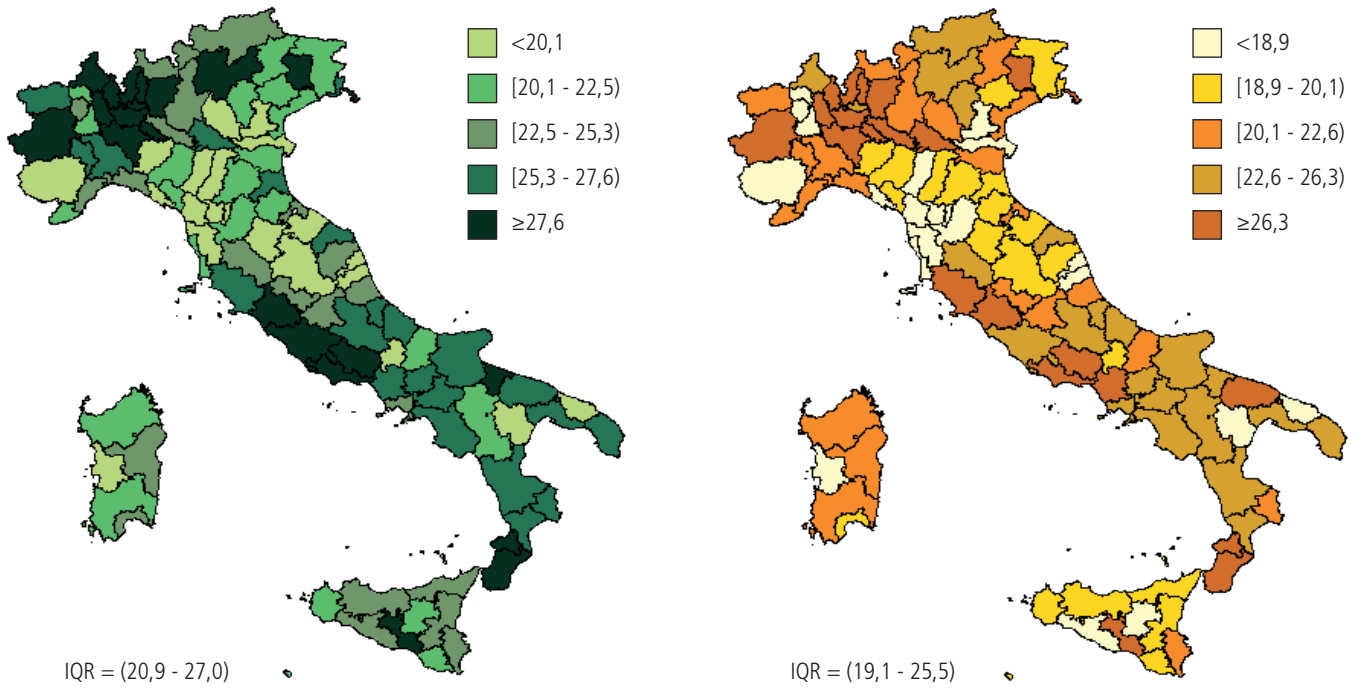 <20,1
[20,1 - 22,5)
[22,5 - 25,3)
[25,3 - 27,6)
≥27,6
IQR = (20,9 - 27,0)
<18,9
[18,9 - 20,1)
[20,1 - 22,6)
[22,6 - 26,3)
≥26,3
IQR = (19,1 - 25,5)